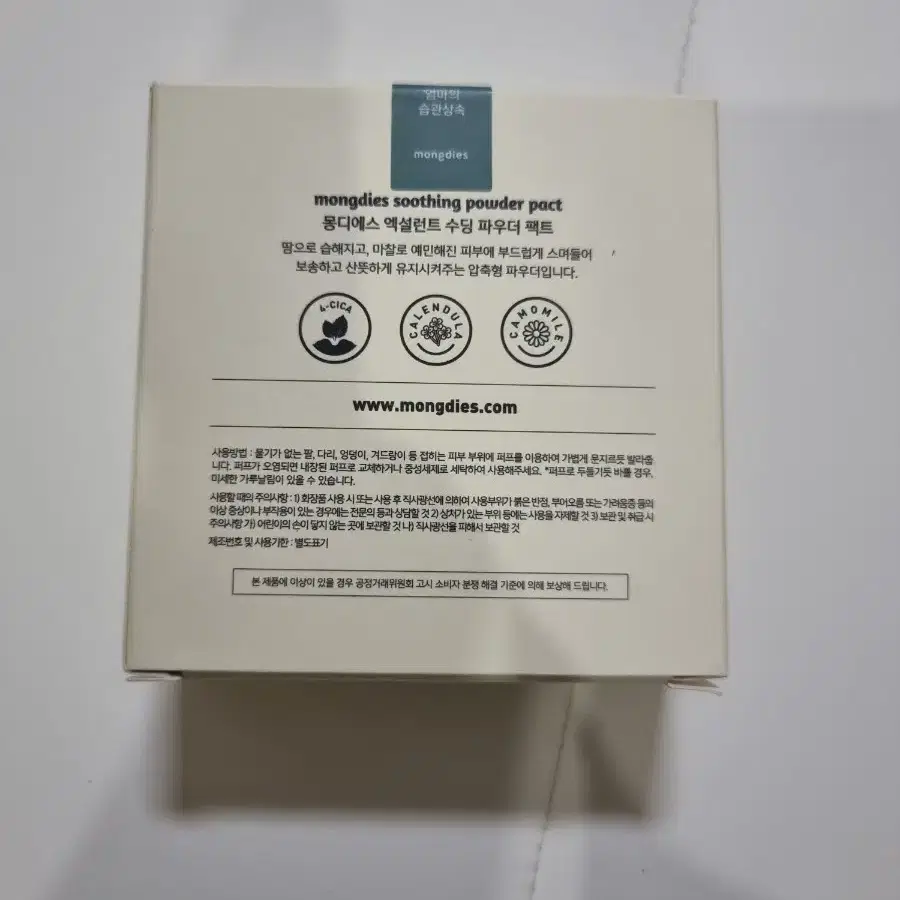 엄마의
습관상속
mongdies
mongdies soothing powder pact
몽디에스 엑설런트 수딩 파우더 팩트
땀으로 습해지고, 마찰로 예민해진 피부에 부드럽게 스며들어
보송하고 산뜻하게 유지시켜주는 압축형 파우더입니다.
4-CICA
CALENDULA
CAMOMILE
www.mongdies.com
사용방법 : 물기가 없는 팔, 다리, 엉덩이, 겨드랑이 등 접히는 피부 부위에 퍼프를 이용하여 가볍게 문지르듯 발라줍
니다. 퍼프가 오염되면 내장된 퍼프로 교체하거나 중성세제로 세탁하여 사용해주세요. *퍼프로 두들기듯 바를 경우,
미세한 가루날림이 있을 수 있습니다.
사용할 때의 주의사항 : 1) 화장품 사용 시 또는 사용 후 직사광선에 의하여 사용부위가 붉은 반점, 부어오름 또는 가려움증 등의
이상 증상이나 부작용이 있는 경우에는 전문의 등과 상담할 것 2) 상처가 있는 부위 등에는 사용을 자제할 것 3) 보관 및 취급 시
주의사항 가) 어린이의 손이 닿지 않는 곳에 보관할 것 나) 직사광선을 피해서 보관할 것
제조번호 및 사용기한 : 별도표기
본 제품에 이상이 있을 경우 공정거래위원회 고시 소비자 분쟁 해결 기준에 의해 보상해 드립니다.